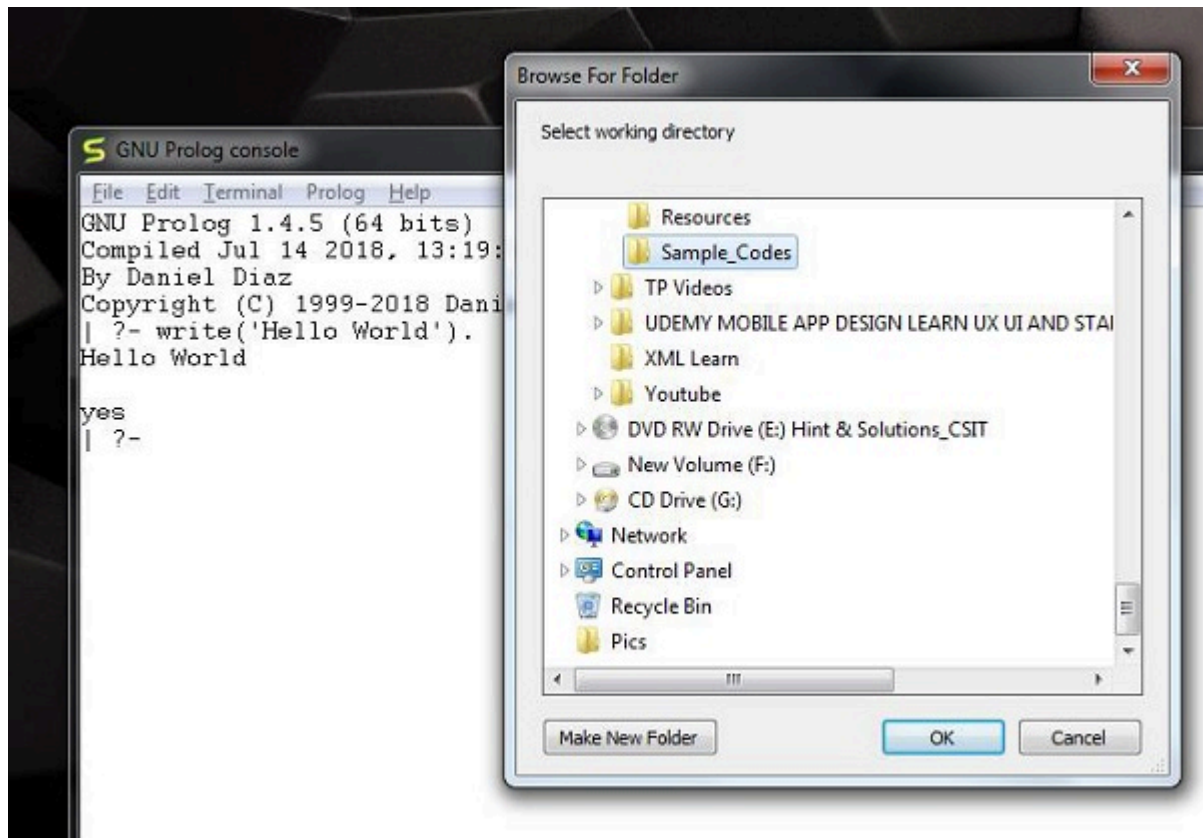 Browse For Folder
Select working directory
Resources
Sample_Codes
TP Videos
UDEMY MOBILE APP DESIGN LEARN UX UI AND STAI
XML Learn
Youtube
DVD RW Drive (E:) Hint & Solutions_CSIT
New Volume (F:)
CD Drive (G:)
Network
Control Panel
Recycle Bin
Pics
Make New Folder
OK
Cancel
GNU Prolog console
File Edit Terminal Prolog Help
GNU Prolog 1.4.5 (64 bits)
Compiled Jul 14 2018, 13:19:
By Daniel Diaz
Copyright (C) 1999-2018 Dani
| ?- write('Hello World').
Hello World
yes
| ?-